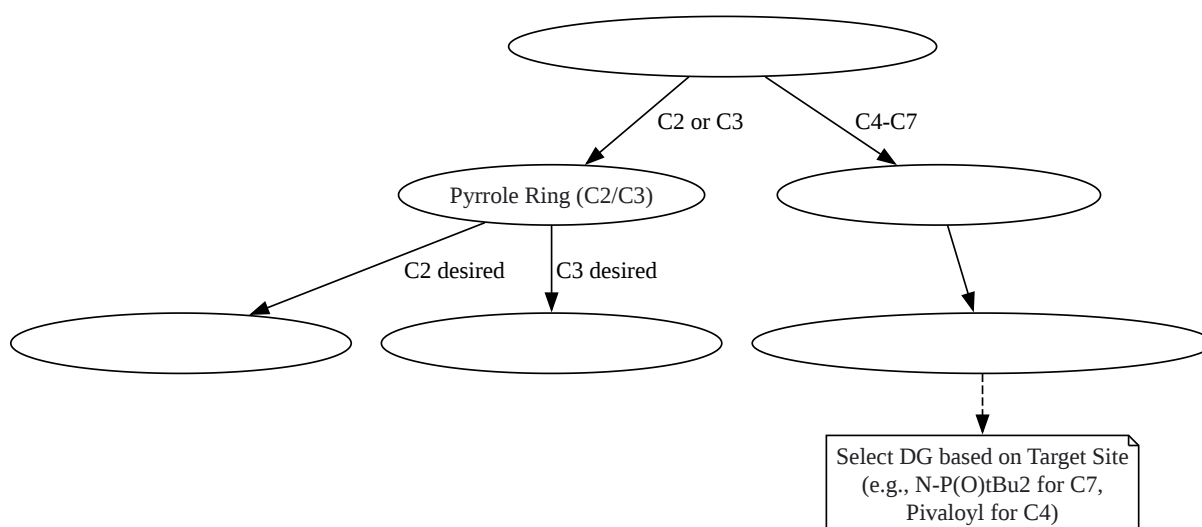 C2 or C3
C4-C7
Pyrrole Ring (C2/C3)
C2 desired
C3 desired
Select DG based on Target Site
(e.g., N-P(O)tBu2 for C7,
Pivaloyl for C4)